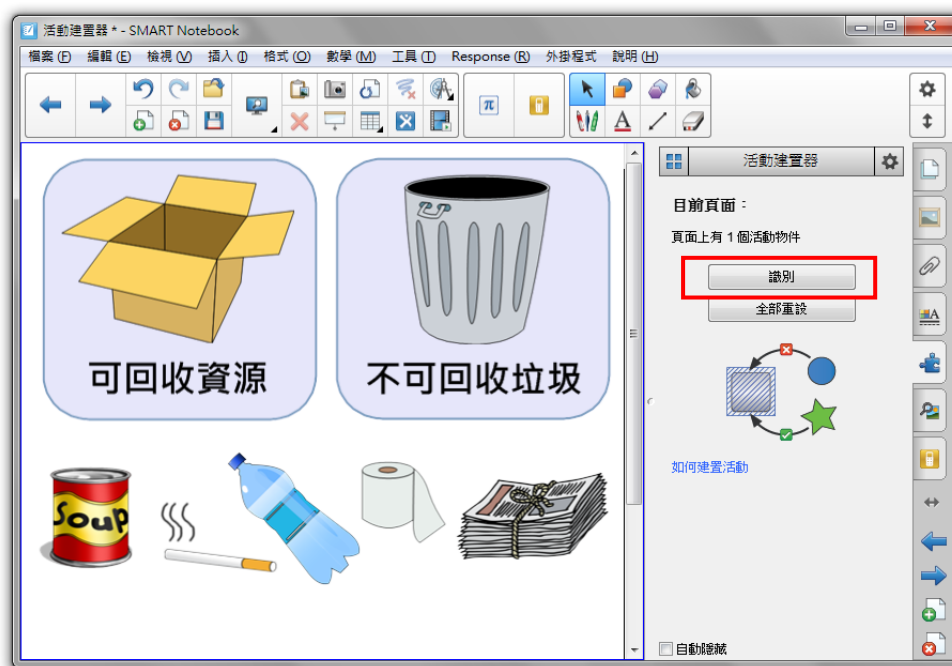 活動建置器 * - SMART Notebook
檔案 (F) 編輯 (E) 檢視 (V) 插入 (I) 格式 (O) 數學 (M) 工具 (T) Response (R) 外掛程式 說明 (H)
π
A
活動建置器
目前頁面：
頁面上有 1 個活動物件
識別
全部重設
A
可回收資源 不可回收垃圾
如何建置活動
Soup
自動隱藏